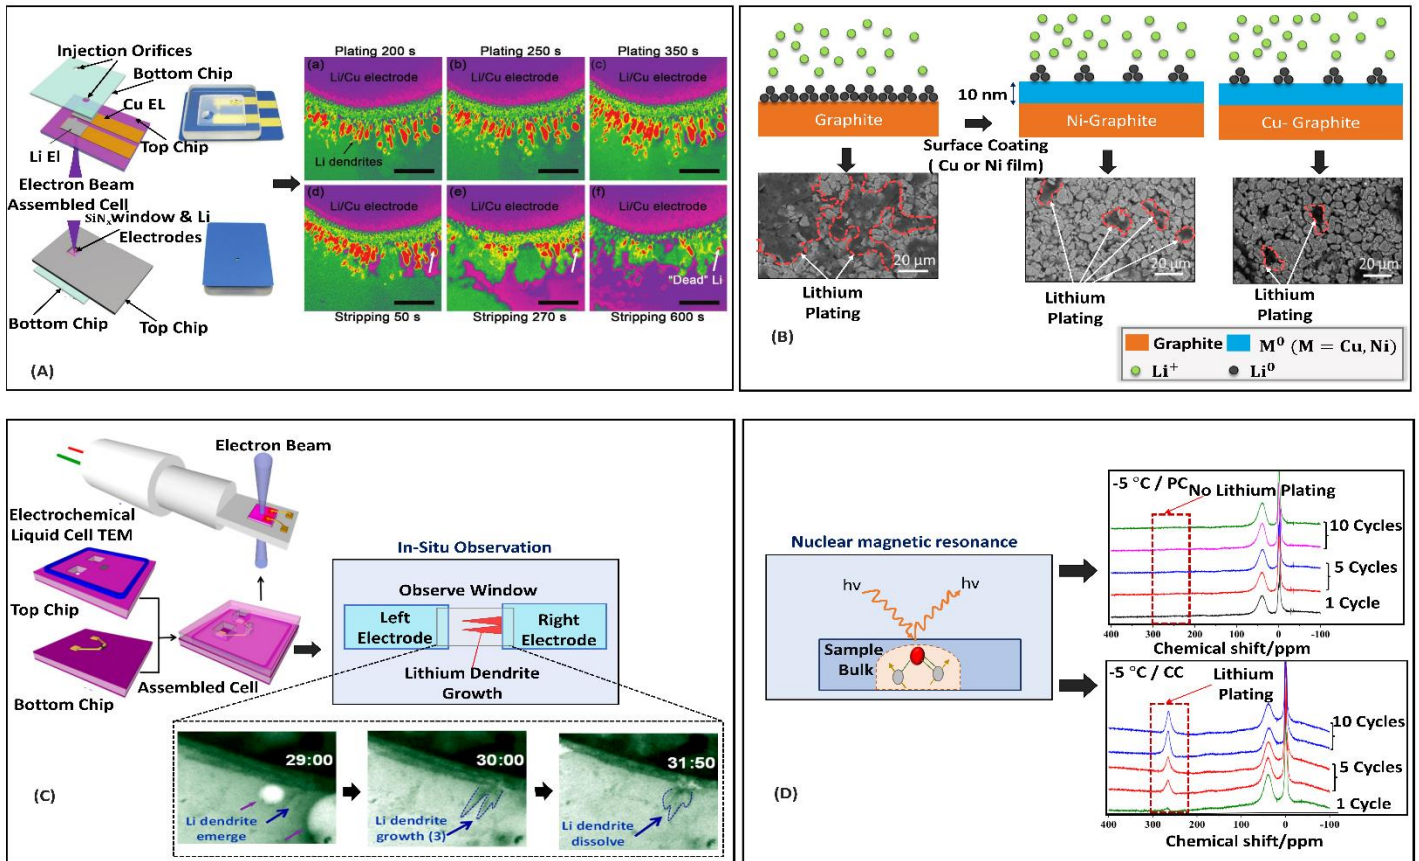 Injection Orifices
Bottom Chip
Cu EL
Li El
Top Chip
Electron Beam
Assembled Cell
SiNx window & Li
Electrodes
Bottom Chip
Top Chip
(A)
Plating 200 s
Plating 250 s
Plating 350 s
(a)
Li/Cu electrode
Li dendrites
(b)
Li/Cu electrode
(c)
Li/Cu electrode
(d)
Li/Cu electrode
(e)
Li/Cu electrode
(f)
Li/Cu electrode
"Dead" Li
Stripping 50 s
Stripping 270 s
Stripping 600 s
(B)
10 nm
Graphite
Ni-Graphite
Cu- Graphite
Surface Coating
( Cu or Ni film)
20 μm
20 μm
20 μm
Lithium
Plating
Lithium
Plating
Lithium
Plating
Graphite
M⁰ (M = Cu, Ni)
Li⁺
Li⁰
Electron Beam
Electrochemical
Liquid Cell TEM
Top Chip
Bottom Chip
Assembled Cell
In-Situ Observation
Observe Window
Left
Electrode
Right
Electrode
Lithium Dendrite
Growth
(C)
29:00
Li dendrite
emerge
30:00
Li dendrite
growth (3)
31:50
Li dendrite
dissolve
Nuclear magnetic resonance
hν
hν
Sample
Bulk
(D)
-5 °C / PC
No Lithium Plating
10 Cycles
5 Cycles
1 Cycle
400 300 200 100 0 -100
Chemical shift/ppm
-5 °C / CC
Lithium
Plating
10 Cycles
5 Cycles
1 Cycle
400 300 200 100 0 -100
Chemical shift/ppm